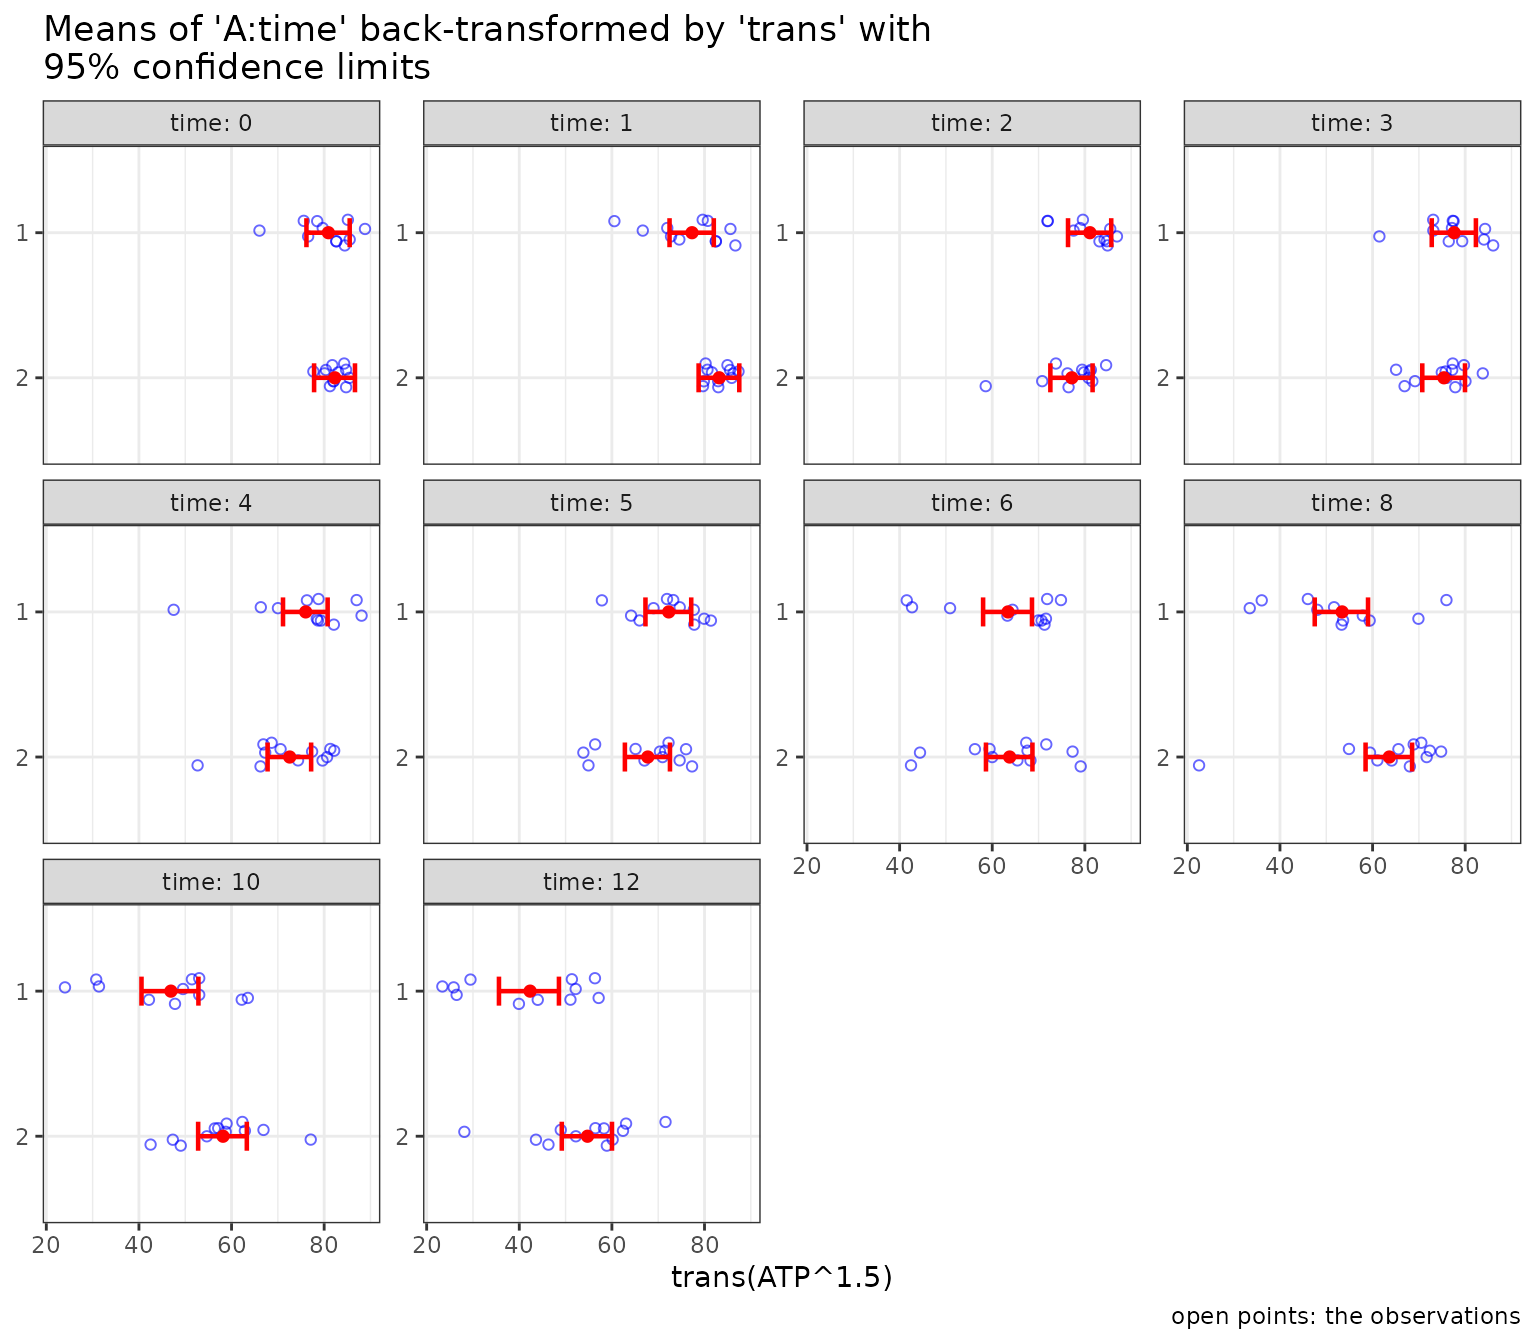 Means of 'A:time' back-transformed by 'trans' with
95% confidence limits
time: 0
time: 1
time: 2
time: 3
1
1
1
1
2
2
2
2
time: 4
time: 5
time: 6
time: 8
1
1
1
1
2
2
2
2
20 40 60 80
20 40 60 80
time: 10
time: 12
1
1
2
2
20 40 60 80
20 40 60 80
trans(ATP^1.5)
open points: the observations